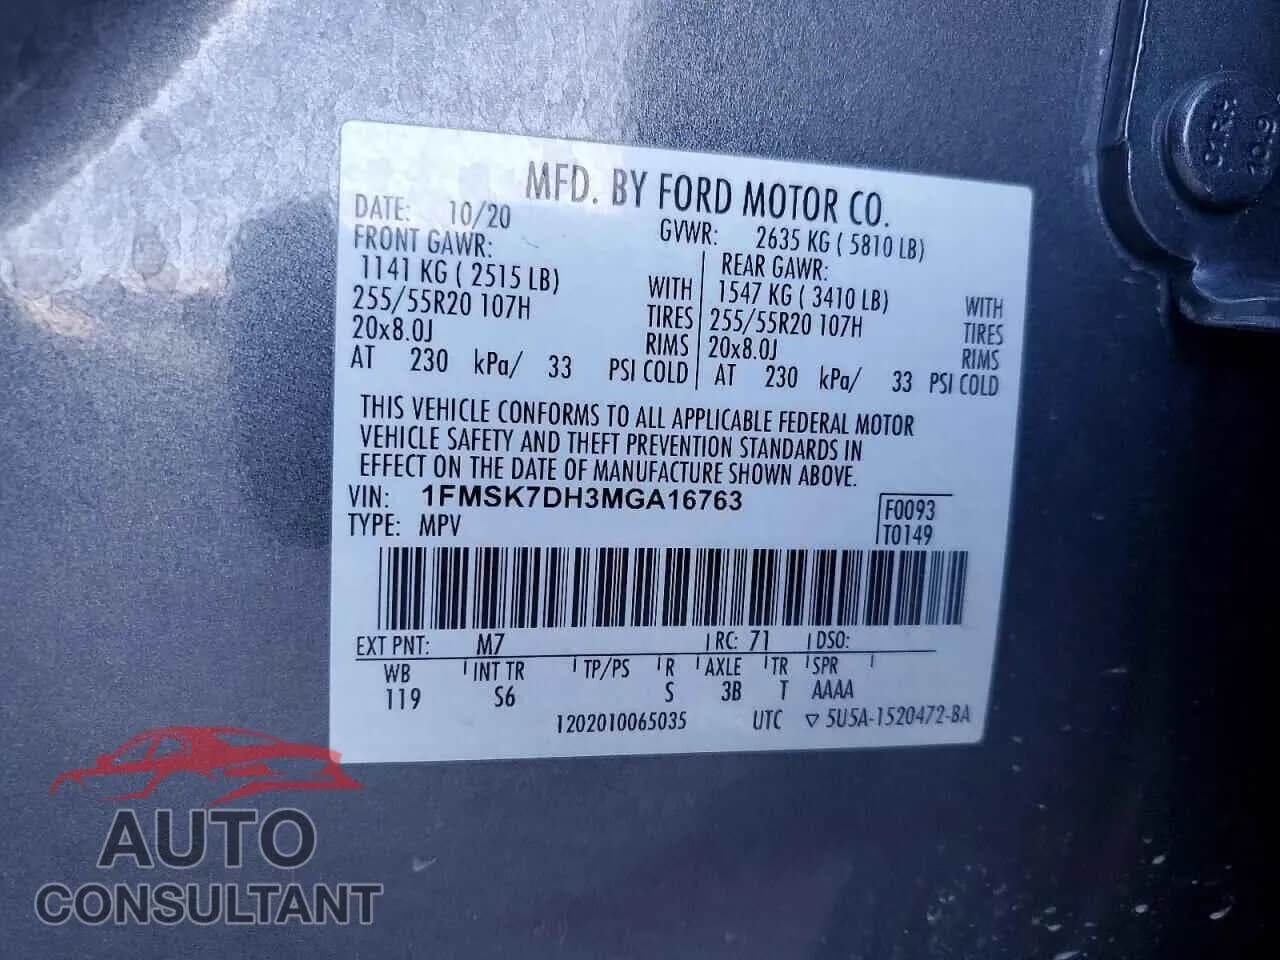 MFD. BY FORD MOTOR CO.
DATE: 10/20 GVWR: 2635 KG ( 5810 LB)
FRONT GAWR: REAR GAWR:
1141 KG ( 2515 LB) WITH 1547 KG ( 3410 LB) WITH
255/55R20 107H TIRES 255/55R20 107H TIRES
20x8.0J RIMS 20x8.0J RIMS
AT 230 kPa/ 33 PSI COLD AT 230 kPa/ 33 PSI COLD
THIS VEHICLE CONFORMS TO ALL APPLICABLE FEDERAL MOTOR
VEHICLE SAFETY AND THEFT PREVENTION STANDARDS IN
EFFECT ON THE DATE OF MANUFACTURE SHOWN ABOVE.
VIN: 1FMSK7DH3MGA16763 F0093
TYPE: MPV T0149
EXT PNT: M7 RC: 71 DSO:
WB INT TR TP/PS R AXLE TR SPR
119 S6 S 3B T AAAA
1202010065035 UTC ▽ 5U5A-1520472-BA
AUTO
CONSULTANT